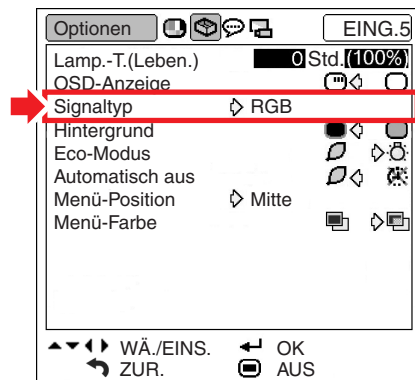 Optionen ING.5
Lamp.-T.(Leben.) 0 Std.(100%)
OSD-Anzeige
Signaltyp RGB
Hintergrund
Eco-Modus
Automatisch aus
Menü-Position Mitte
Menü-Farbe
WÄ./EINS. OK
ZUR. AUS